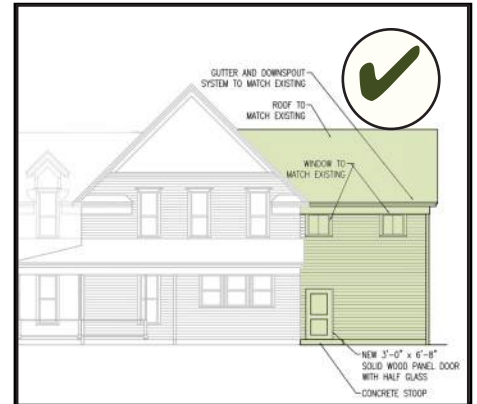 GUTTER AND DOWNSPOUT
SYSTEM TO MATCH EXISTING
ROOF TO
MATCH EXISTING
WINDOW TO
MATCH EXISTING
NEW 3'-0" x 6'-8"
SOLID WOOD PANEL DOOR
WITH HALF GLASS
CONCRETE STOOP